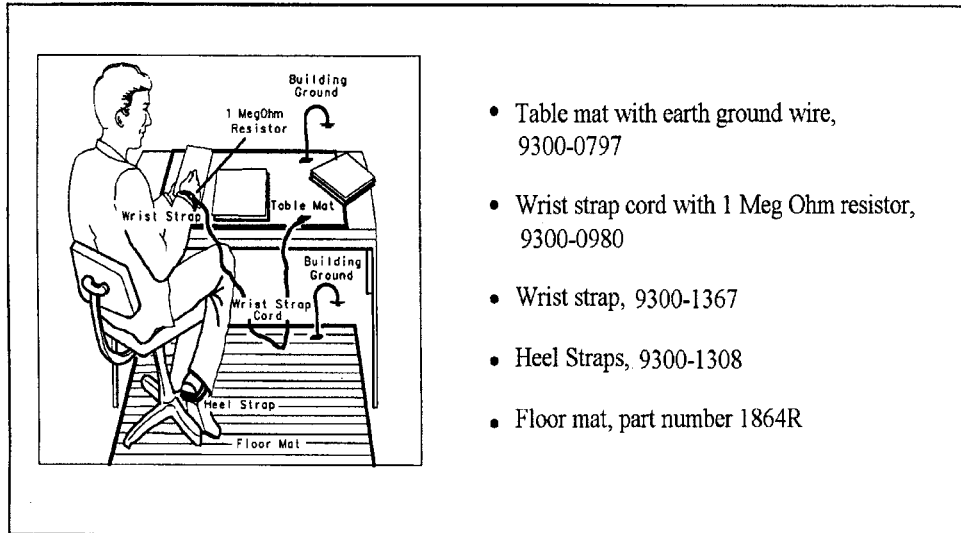 Building
Ground
1 MegOhm
Resistor
Wrist Strap
Table Mat
Building
Ground
Wrist Strap
Cord
Heel Strap
Floor Mat
• Table mat with earth ground wire,
9300-0797
• Wrist strap cord with 1 Meg Ohm resistor,
9300-0980
• Wrist strap, 9300-1367
• Heel Straps, 9300-1308
• Floor mat, part number 1864R